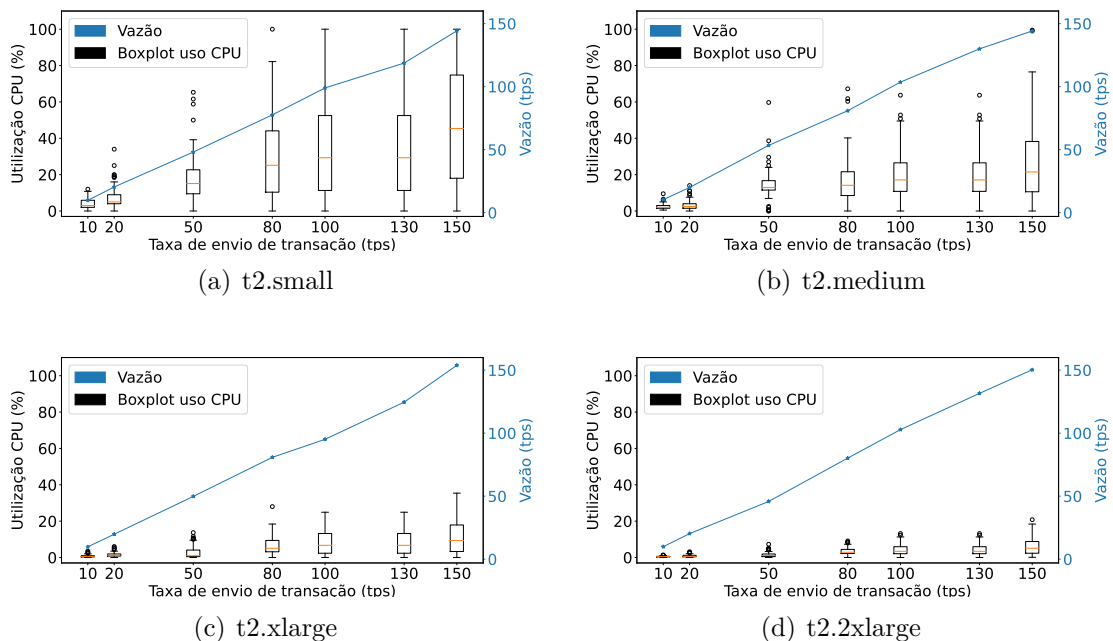 Vazão
Boxplot uso CPU
Utilização CPU (%)
100
80
60
40
20
0
150
100
50
0
Vazão (tps)
10 20 50 80 100 130 150
Taxa de envio de transação (tps)
(a) t2.small
Vazão
Boxplot uso CPU
Utilização CPU (%)
100
80
60
40
20
0
150
100
50
0
Vazão (tps)
10 20 50 80 100 130 150
Taxa de envio de transação (tps)
(b) t2.medium
Vazão
Boxplot uso CPU
Utilização CPU (%)
100
80
60
40
20
0
150
100
50
0
Vazão (tps)
10 20 50 80 100 130 150
Taxa de envio de transação (tps)
(c) t2.xlarge
Vazão
Boxplot uso CPU
Utilização CPU (%)
100
80
60
40
20
0
150
100
50
0
Vazão (tps)
10 20 50 80 100 130 150
Taxa de envio de transação (tps)
(d) t2.2xlarge